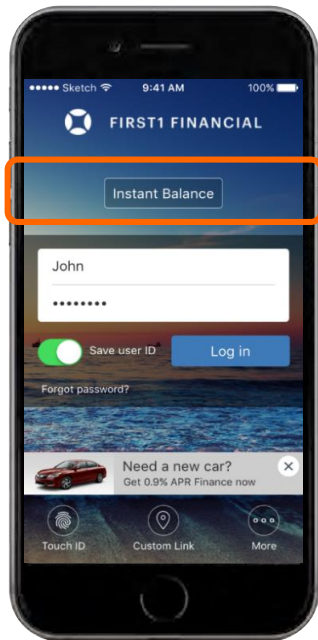 Sketch 9:41 AM 100%
FIRST1 FINANCIAL
Instant Balance
John
••••••••
Save user ID
Log in
Forgot password?
Need a new car?
Get 0.9% APR Finance now
Touch ID Custom Link More